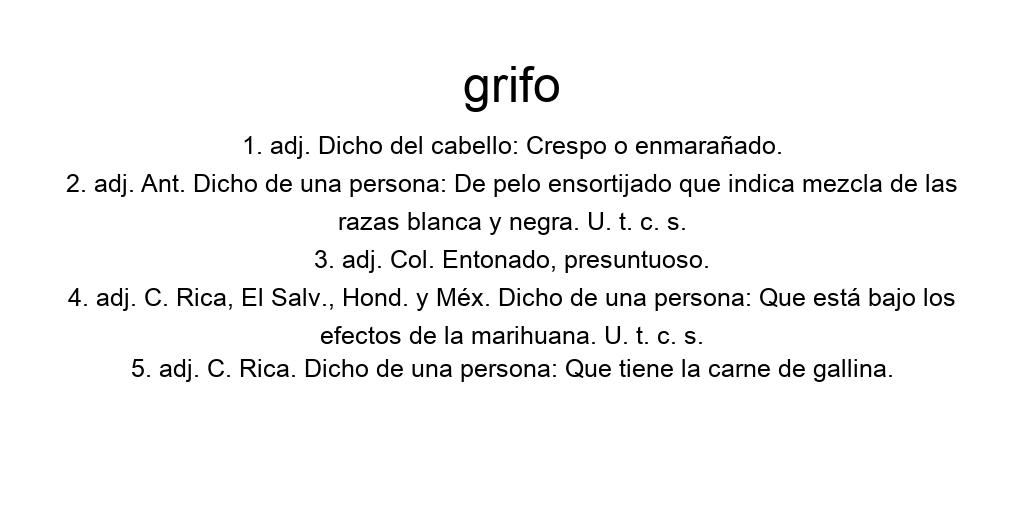 grifo
1. adj. Dicho del cabello: Crespo o enmarañado.
2. adj. Ant. Dicho de una persona: De pelo ensortijado que indica mezcla de las
razas blanca y negra. U. t. c. s.
3. adj. Col. Entonado, presuntuoso.
4. adj. C. Rica, El Salv., Hond. y Méx. Dicho de una persona: Que está bajo los
efectos de la marihuana. U. t. c. s.
5. adj. C. Rica. Dicho de una persona: Que tiene la carne de gallina.